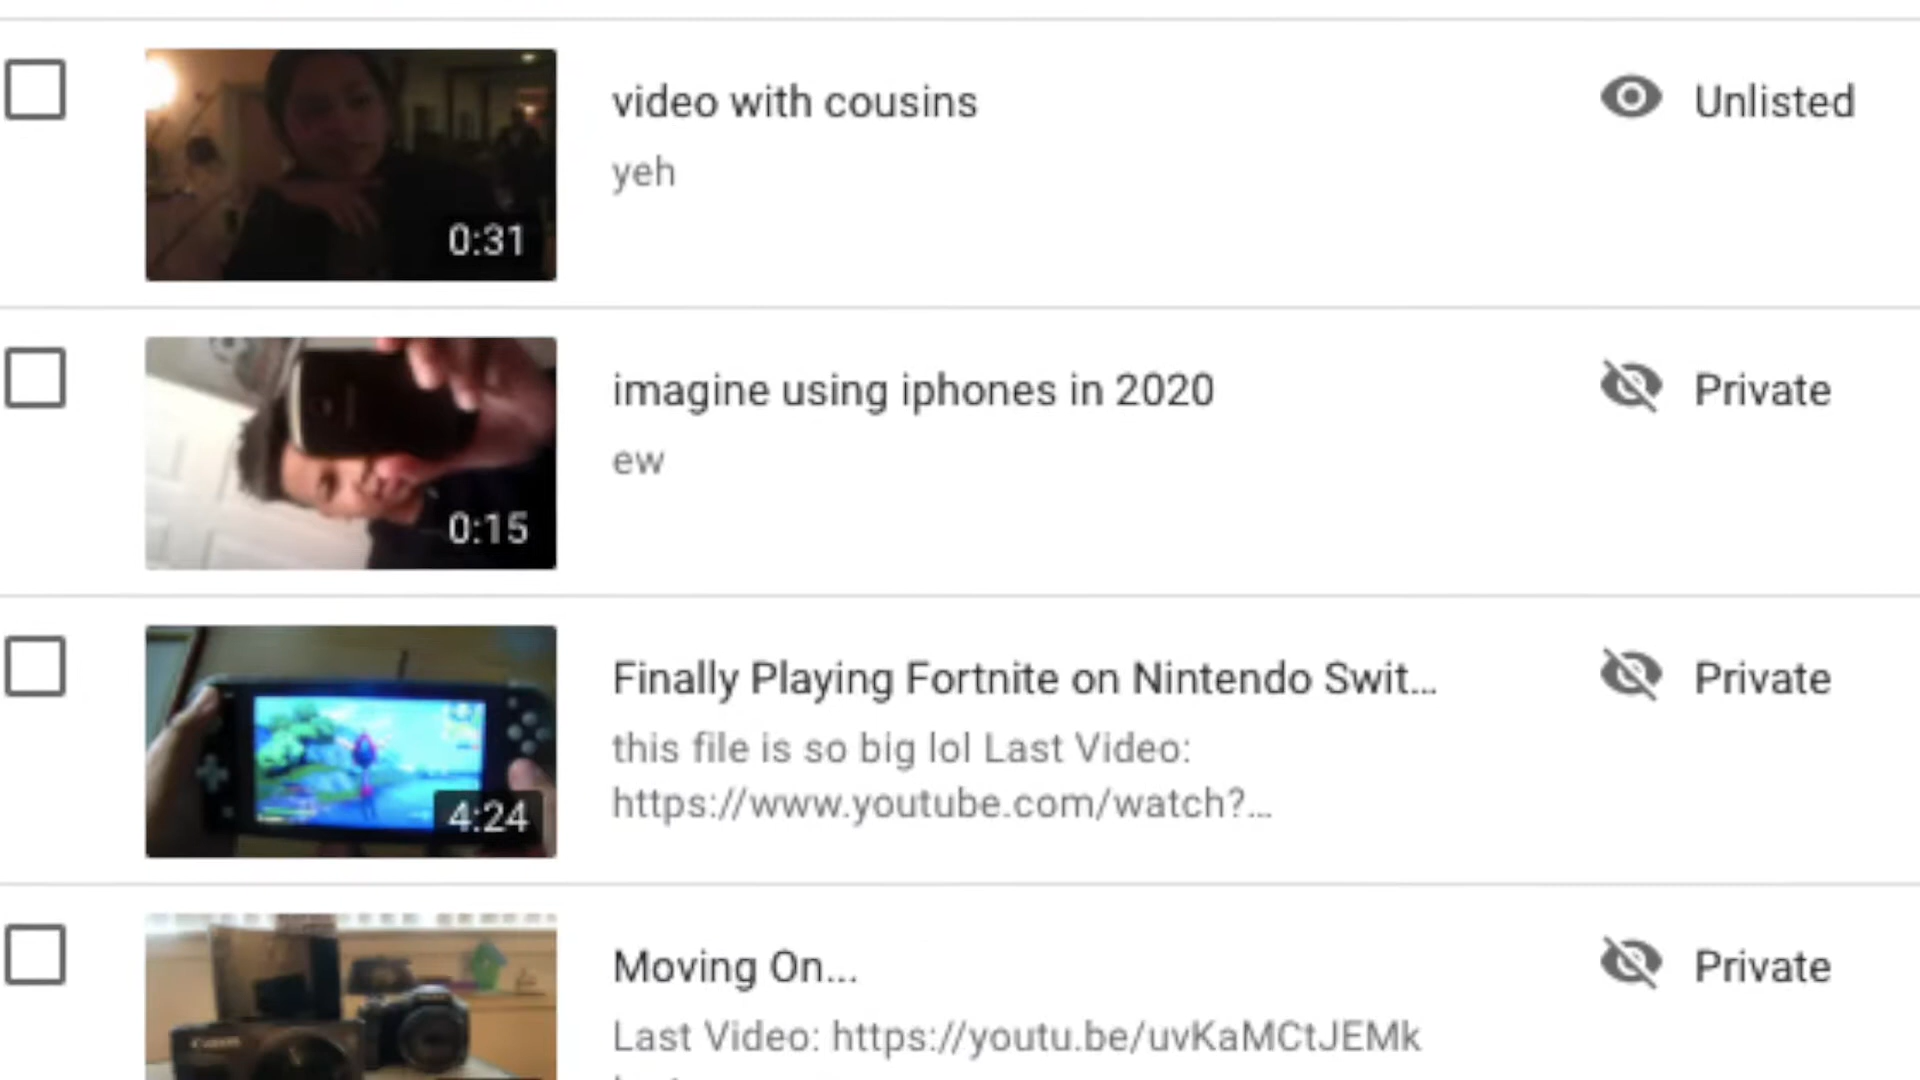 video with cousins
Unlisted
yeh
0:31
imagine using iphones in 2020
Private
ew
0:15
Finally Playing Fortnite on Nintendo Swit...
Private
this file is so big lol Last Video:
https://www.youtube.com/watch?...
4:24
Moving On...
Private
Last Video: https://youtu.be/uvKaMCtJEMk
Canon